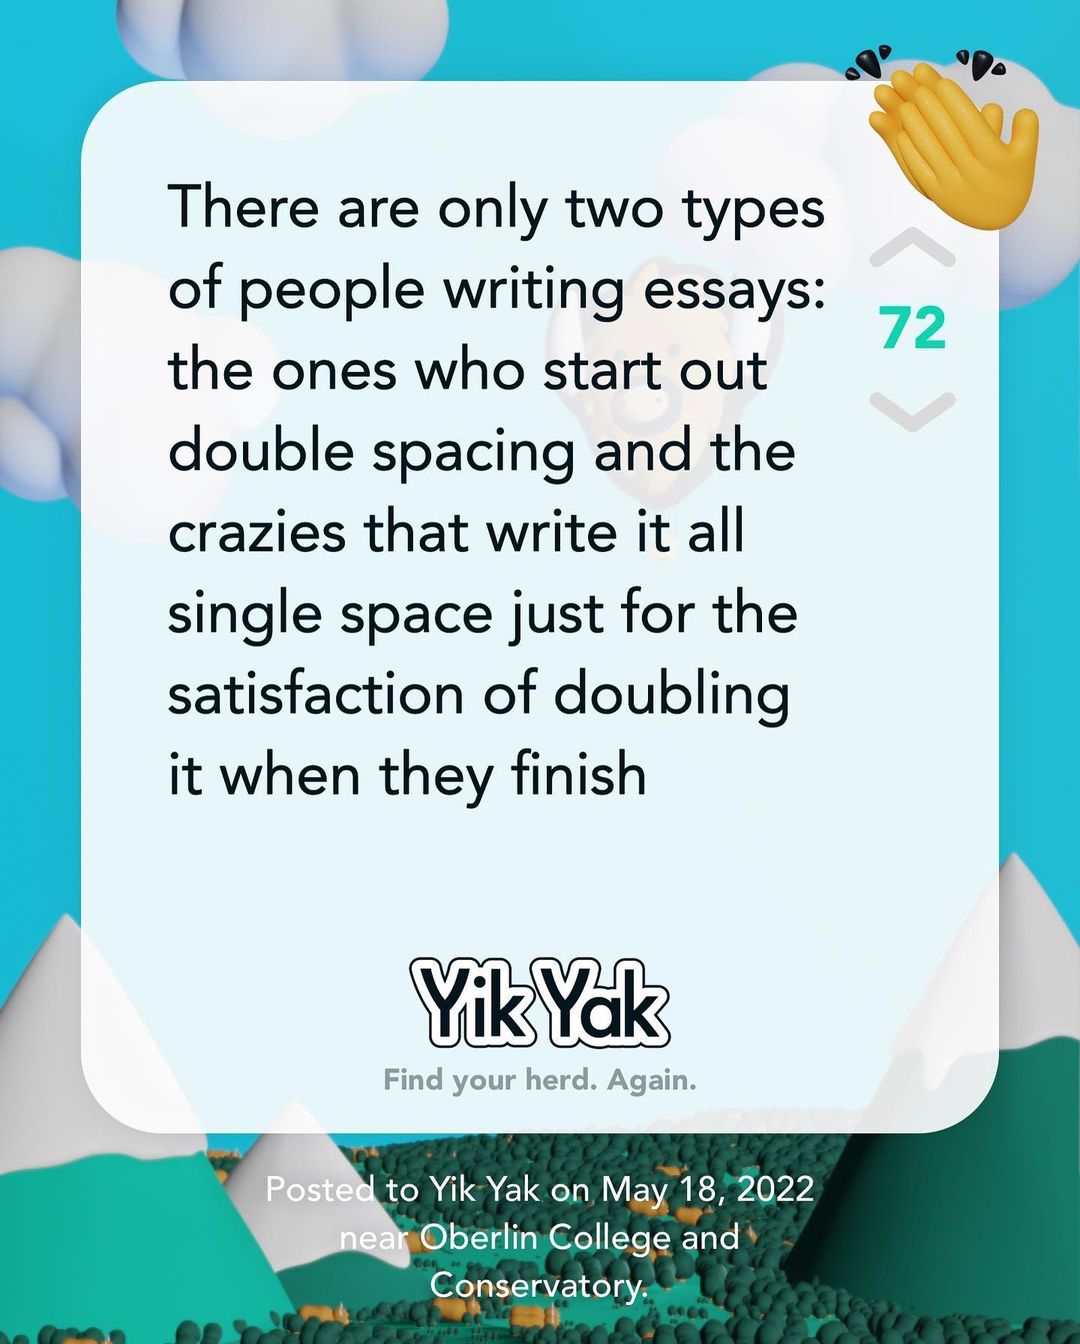 There are only two types
of people writing essays:
the ones who start out
double spacing and the
crazies that write it all
single space just for the
satisfaction of doubling
it when they finish
72
Yik Yak
Find your herd. Again.
Posted to Yik Yak on May 18, 2022
near Oberlin College and
Conservatory.